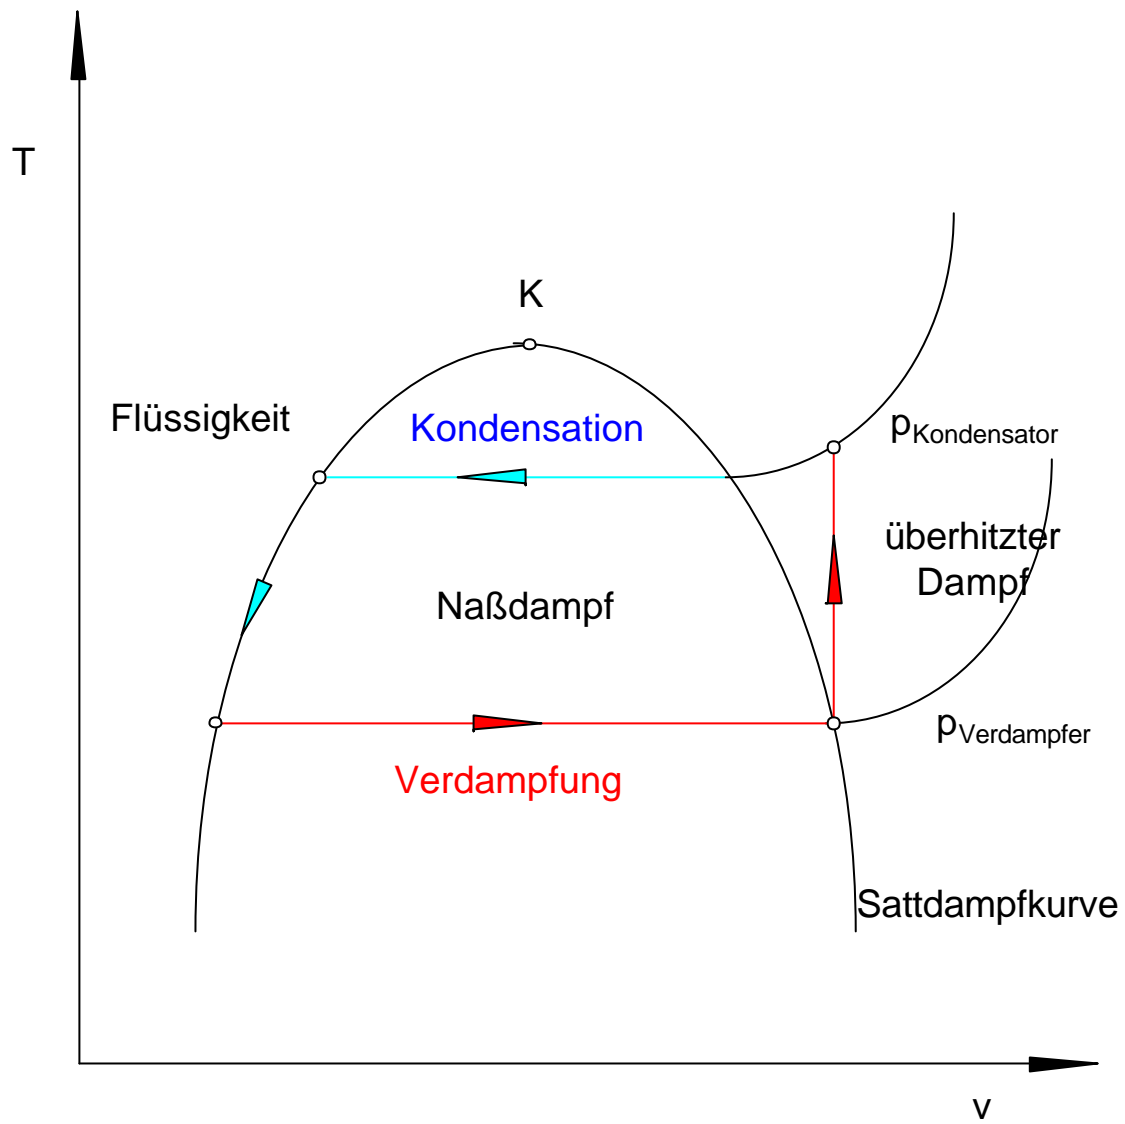 T
K
Flüssigkeit
Kondensation
pKondensator
überhitzter
Dampf
Naßdampf
pVerdampfer
Verdampfung
Sattdampfkurve
v